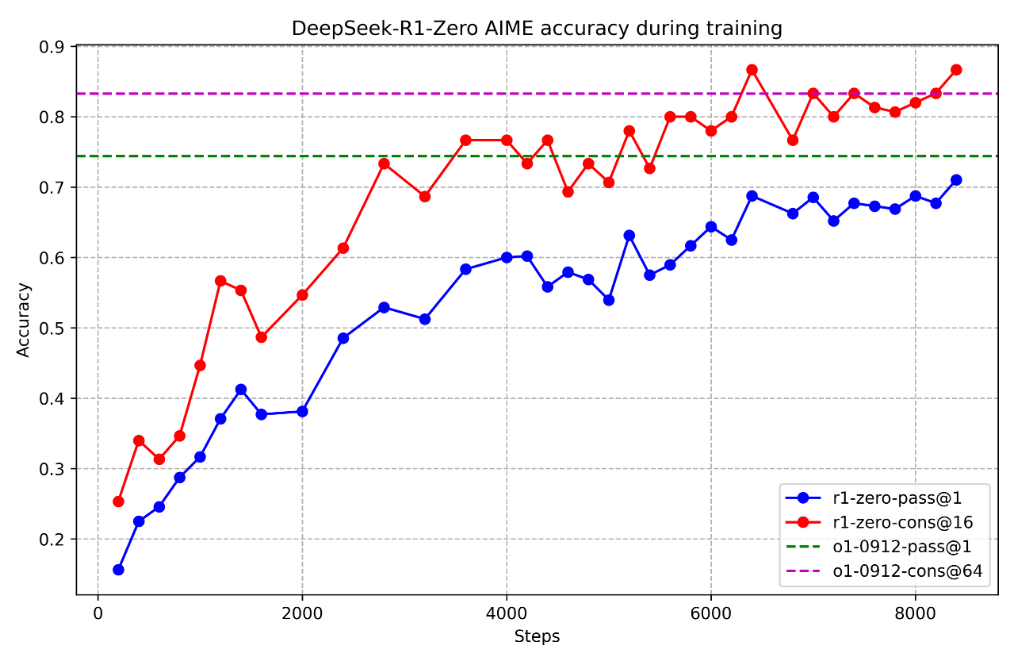 DeepSeek-R1-Zero AIME accuracy during training
0.9
0.8
0.7
0.6
0.5
0.4
0.3
0.2
Accuracy
r1-zero-pass@1
r1-zero-cons@16
o1-0912-pass@1
o1-0912-cons@64
0 2000 4000 6000 8000
Steps